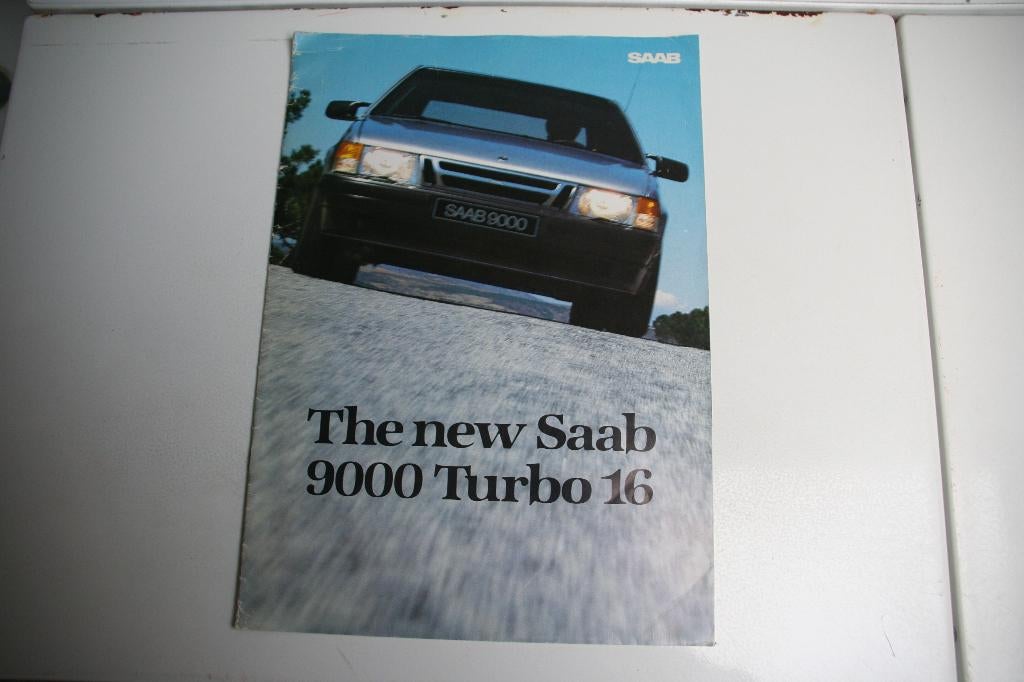 SAAB
SAAB 9000
The new Saab
9000 Turbo 16